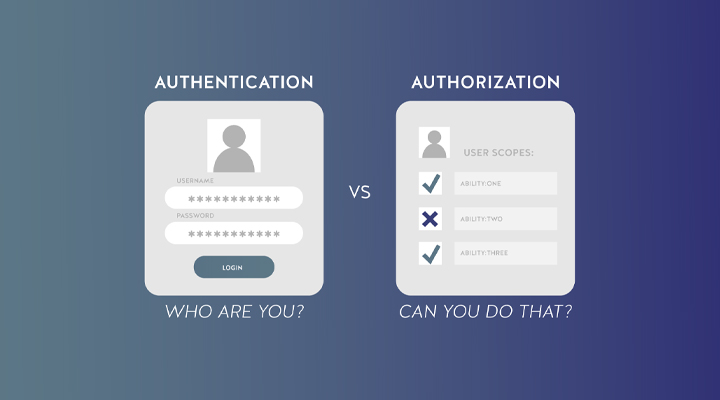 AUTHENTICATION
USERNAME
***********
PASSWORD
***********
LOGIN
WHO ARE YOU?
VS
AUTHORIZATION
USER SCOPES:
ABILITY:ONE
ABILITY:TWO
ABILITY:THREE
CAN YOU DO THAT?